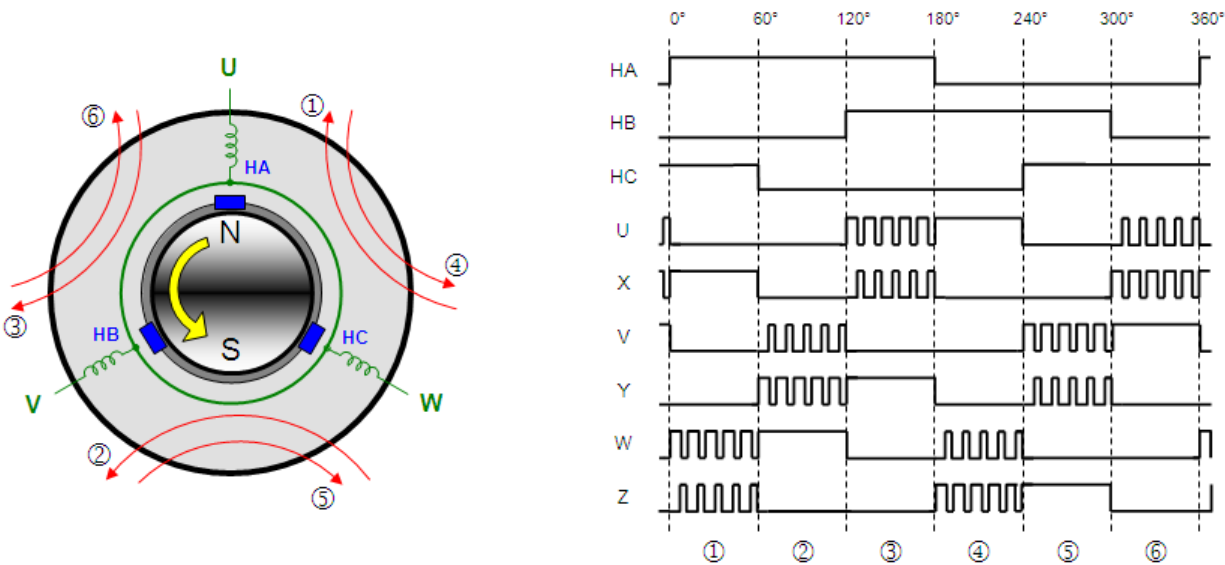 U
①
⑥
HA
N
④
③
HB
S
HC
V
W
②
⑤
0° 60° 120° 180° 240° 300° 360°
HA
HB
HC
U
X
V
Y
W
Z
① ② ③ ④ ⑤ ⑥